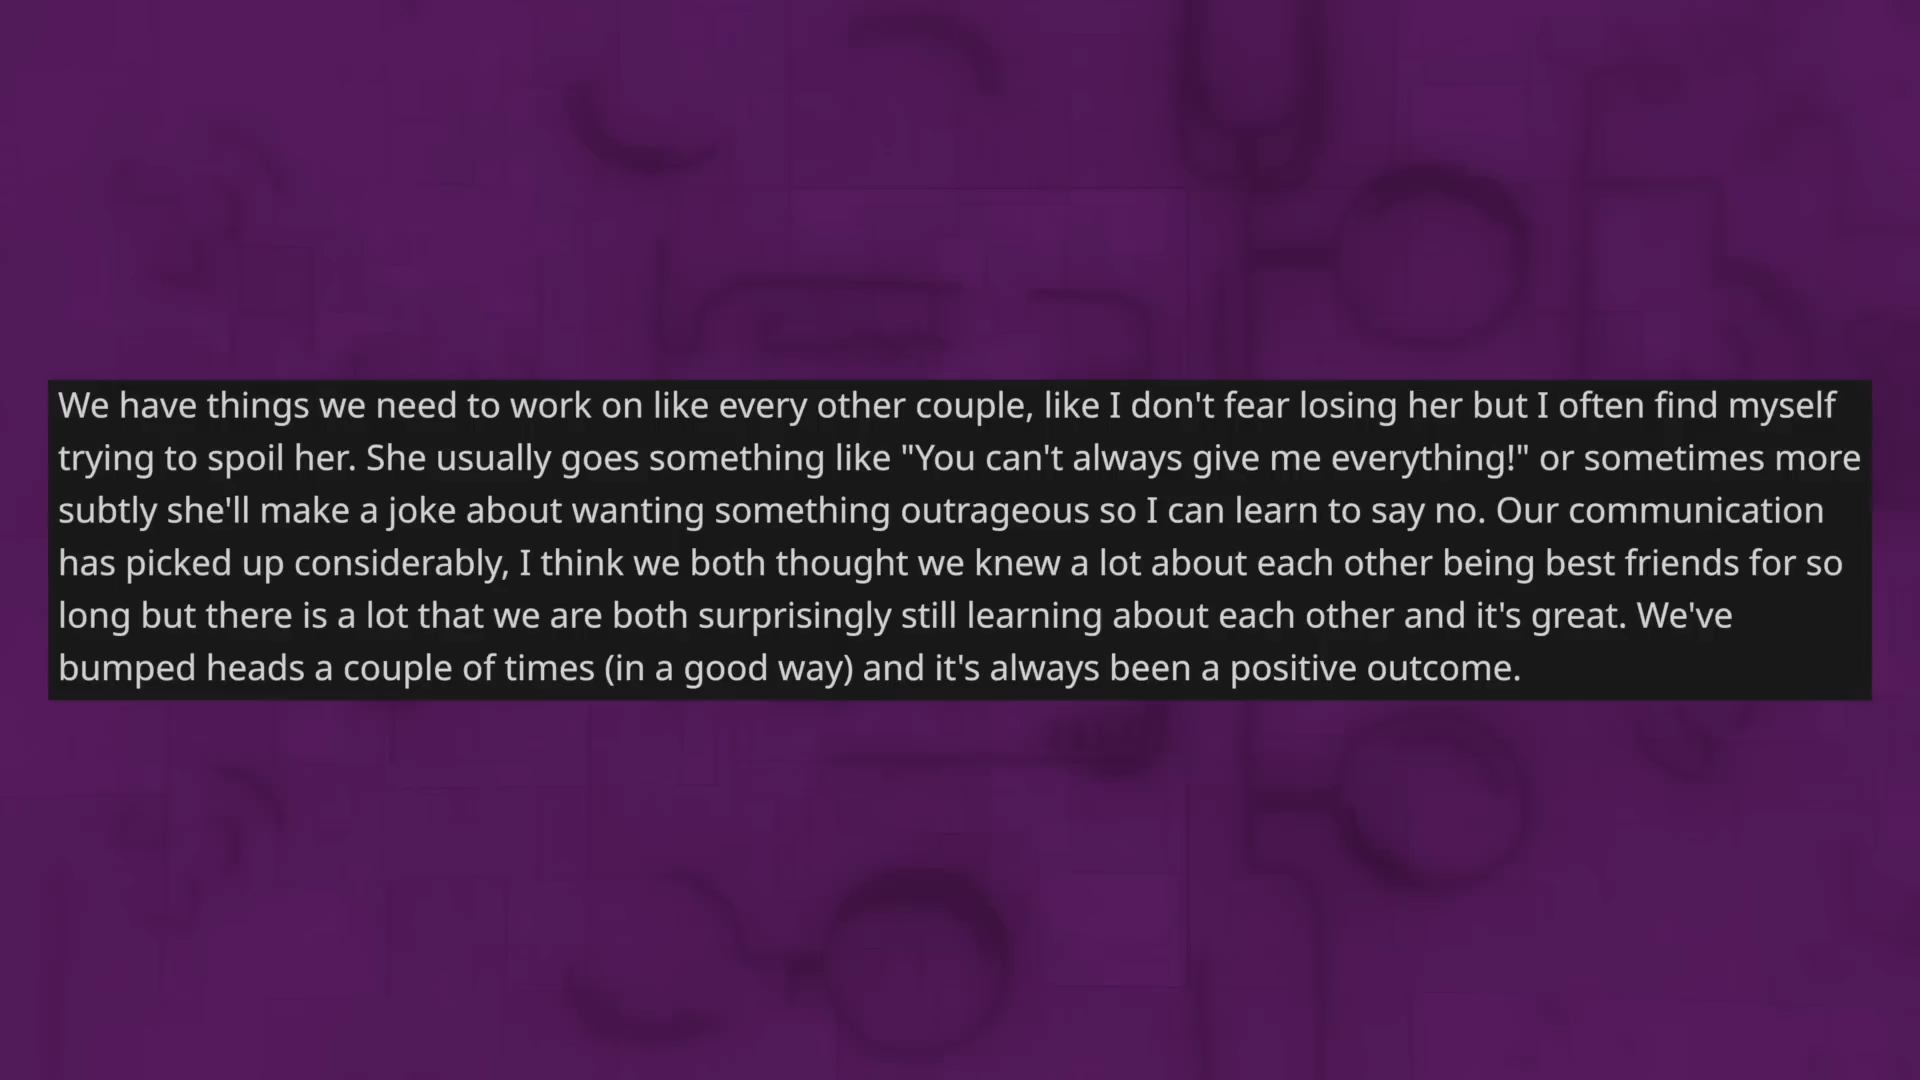 We have things we need to work on like every other couple, like I don't fear losing her but I often find myself
trying to spoil her. She usually goes something like "You can't always give me everything!" or sometimes more
subtly she'll make a joke about wanting something outrageous so I can learn to say no. Our communication
has picked up considerably, I think we both thought we knew a lot about each other being best friends for so
long but there is a lot that we are both surprisingly still learning about each other and it's great. We've
bumped heads a couple of times (in a good way) and it's always been a positive outcome.